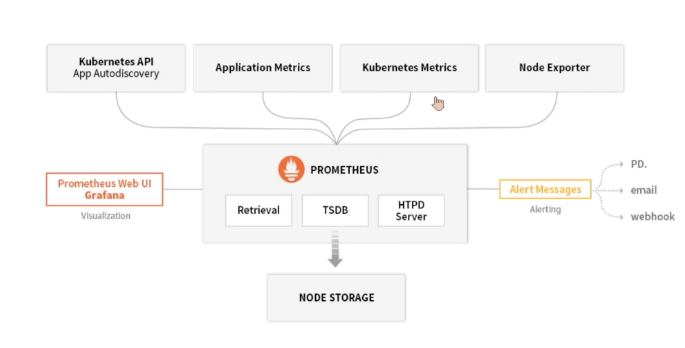 Kubernetes API
App Autodiscovery
Application Metrics
Kubernetes Metrics
Node Exporter
PROMETHEUS
Retrieval
TSDB
HTPD
Server
Prometheus Web UI
Grafana
Visualization
Alert Messages
Alerting
PD.
email
webhook
NODE STORAGE